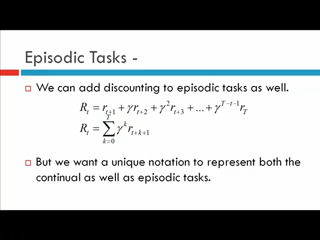 Episodic Tasks -
We can add discounting to episodic tasks as well.
R_t = r_{t+1} + γr_{t+2} + γ^2 r_{t+3} + ... + γ^{T-t-1} r_T
R_t = \sum_{k=0}^{T} γ^k r_{t+k+1}
But we want a unique notation to represent both the
continual as well as episodic tasks.